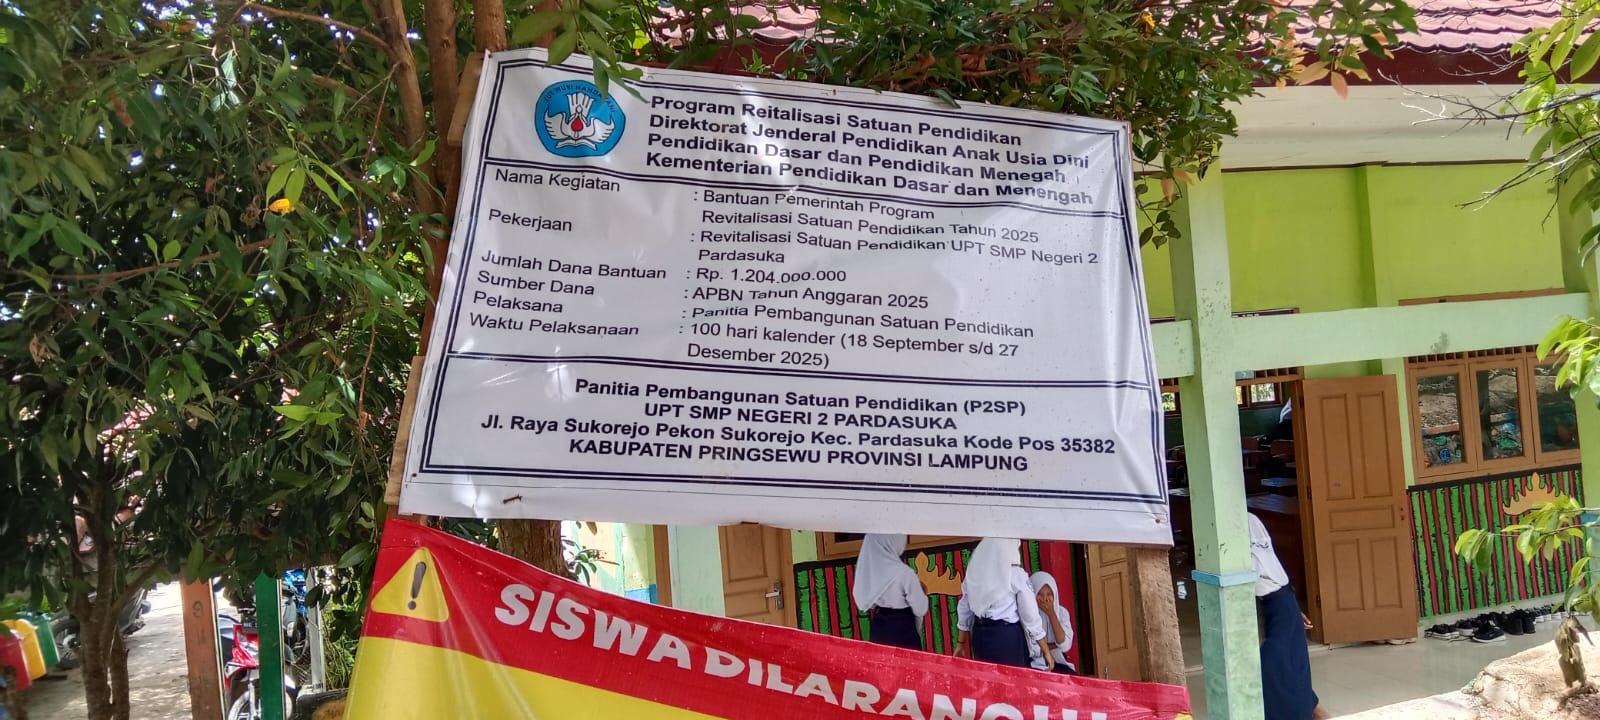 TUT WURI HANDAYANI
Program Reitalisasi Satuan Pendidikan
Direktorat Jenderal Pendidikan Anak Usia Dini
Pendidikan Dasar dan Pendidikan Menegah
Kementerian Pendidikan Dasar dan Menengah
Nama Kegiatan : Bantuan Pemerintah Program
Revitalisasi Satuan Pendidikan Tahun 2025
Pekerjaan : Revitalisasi Satuan Pendidikan UPT SMP Negeri 2
Pardasuka
Jumlah Dana Bantuan : Rp. 1.204.000.000
Sumber Dana : APBN Tahun Anggaran 2025
Pelaksana : Panitia Pembangunan Satuan Pendidikan
Waktu Pelaksanaan : 100 hari kalender (18 September s/d 27
Desember 2025)
Panitia Pembangunan Satuan Pendidikan (P2SP)
UPT SMP NEGERI 2 PARDASUKA
Jl. Raya Sukorejo Pekon Sukorejo Kec. Pardasuka Kode Pos 35382
KABUPATEN PRINGSEWU PROVINSI LAMPUNG
SISWA DILARANG!!!